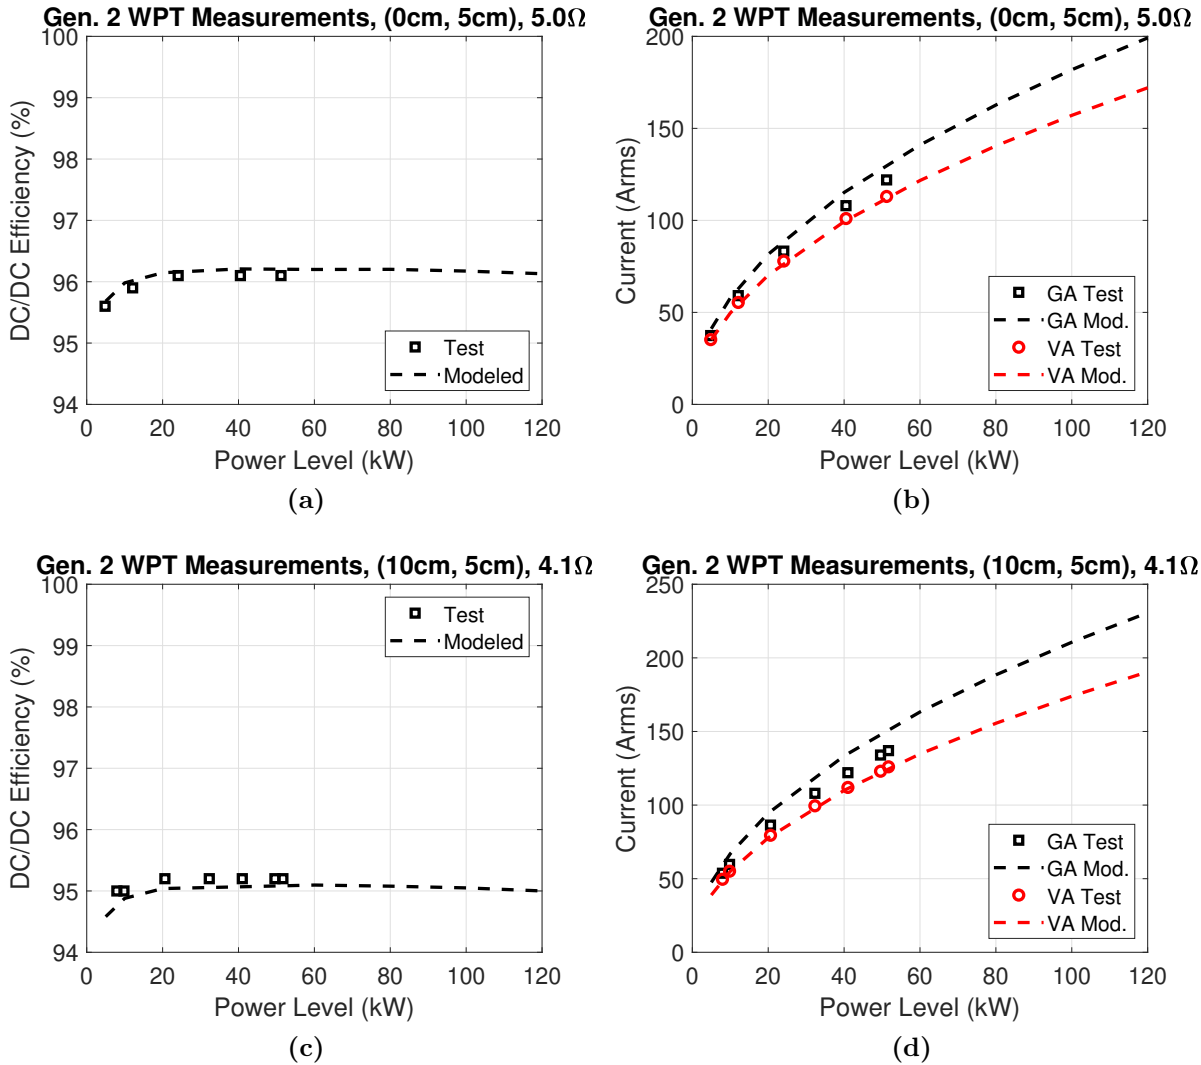 Gen. 2 WPT Measurements, (0cm, 5cm), 5.0Ω
100
99
98
97
96
95
94
DC/DC Efficiency (%)
Test
Modeled
0 20 40 60 80 100 120
Power Level (kW)
(a)
Gen. 2 WPT Measurements, (0cm, 5cm), 5.0Ω
200
150
100
50
0
Current (Arms)
GA Test
GA Mod.
VA Test
VA Mod.
0 20 40 60 80 100 120
Power Level (kW)
(b)
Gen. 2 WPT Measurements, (10cm, 5cm), 4.1Ω
100
99
98
97
96
95
94
DC/DC Efficiency (%)
Test
Modeled
0 20 40 60 80 100 120
Power Level (kW)
(c)
Gen. 2 WPT Measurements, (10cm, 5cm), 4.1Ω
250
200
150
100
50
0
Current (Arms)
GA Test
GA Mod.
VA Test
VA Mod.
0 20 40 60 80 100 120
Power Level (kW)
(d)